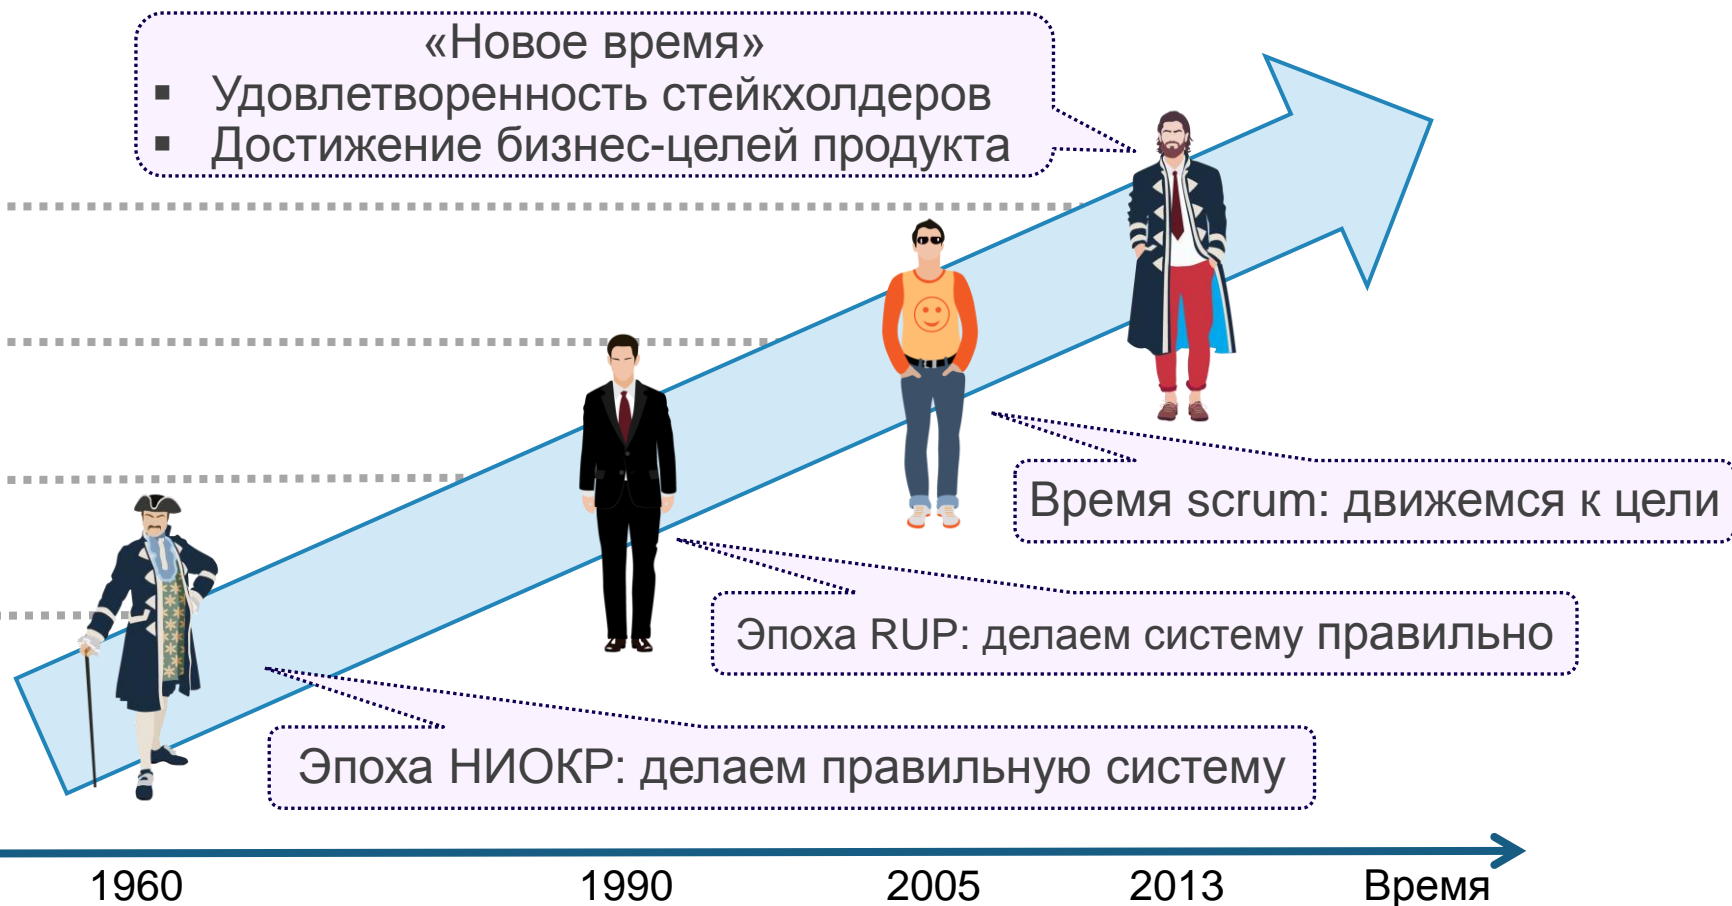 «Новое время»
▪ Удовлетворенность стейкхолдеров
▪ Достижение бизнес-целей продукта
Время scrum: движемся к цели
Эпоха RUP: делаем систему правильно
Эпоха НИОКР: делаем правильную систему
1960 1990 2005 2013 Время